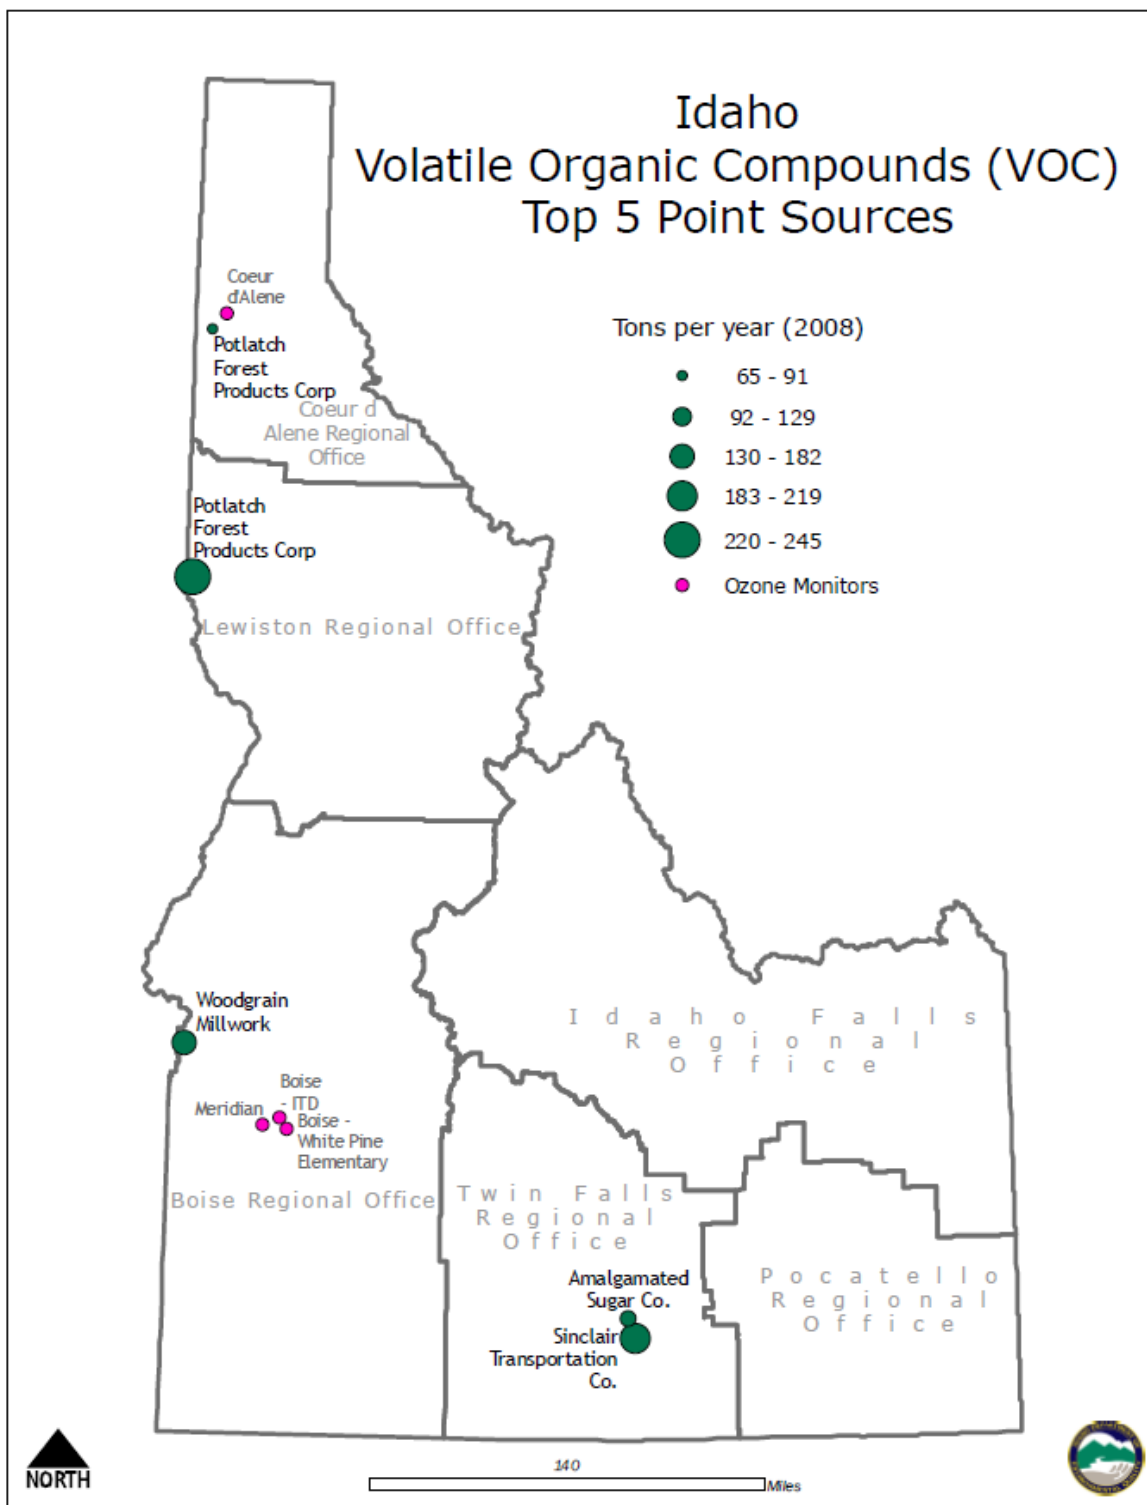 Idaho
Volatile Organic Compounds (VOC)
Top 5 Point Sources
Tons per year (2008)
65 - 91
92 - 129
130 - 182
183 - 219
220 - 245
Ozone Monitors
Coeur
d'Alene
Potlatch
Forest
Products Corp
Coeur d
Alene Regional
Office
Potlatch
Forest
Products Corp
Lewiston Regional Office
Woodgrain
Millwork
Idaho Falls
Regional
Office
Boise
- ITD
Meridian
Boise -
White Pine
Elementary
Boise Regional Office
Twin Falls
Regional
Office
Amalgamated
Sugar Co.
Sinclair
Transportation
Co.
Pocatello
Regional
Office
NORTH
140
Miles